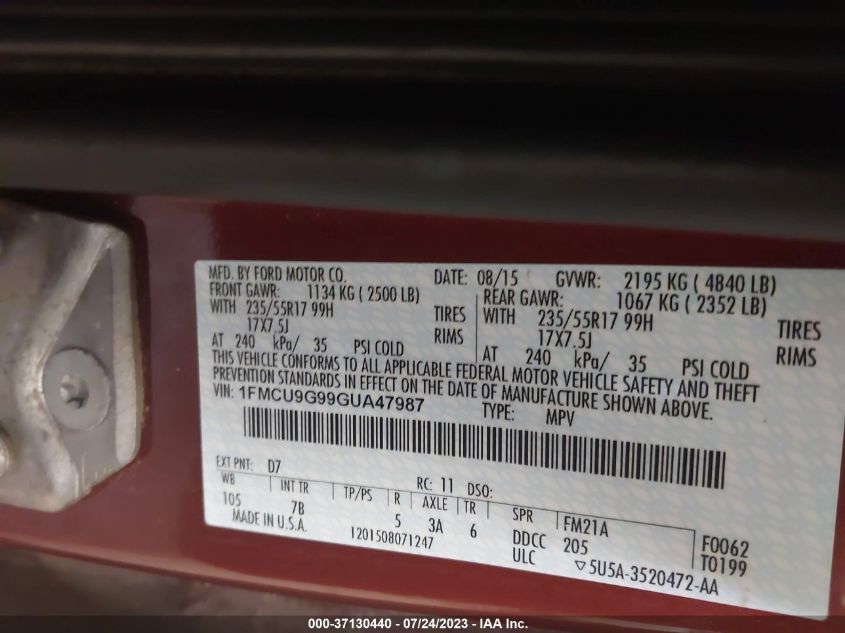 MFD. BY FORD MOTOR CO. DATE: 08/15 GVWR: 2195 KG ( 4840 LB)
FRONT GAWR: 1134 KG ( 2500 LB) REAR GAWR: 1067 KG ( 2352 LB)
WITH 235/55R17 99H TIRES WITH 235/55R17 99H TIRES
17X7.5J RIMS 17X7.5J RIMS
AT 240 kPa/ 35 PSI COLD AT 240 kPa/ 35 PSI COLD
THIS VEHICLE CONFORMS TO ALL APPLICABLE FEDERAL MOTOR VEHICLE SAFETY AND THEFT
PREVENTION STANDARDS IN EFFECT ON THE DATE OF MANUFACTURE SHOWN ABOVE.
VIN: 1FMCU9G99GUA47987 TYPE: MPV
EXT PNT: D7 RC: 11 DSO:
WB INT TR TP/PS R AXLE TR SPR FM21A F0062
105 7B 5 3A 6 DDCC 205 T0199
MADE IN U.S.A. 1201508071247 ULC ▽5U5A-3520472-AA
000-37130440 - 07/24/2023 - IAA Inc.